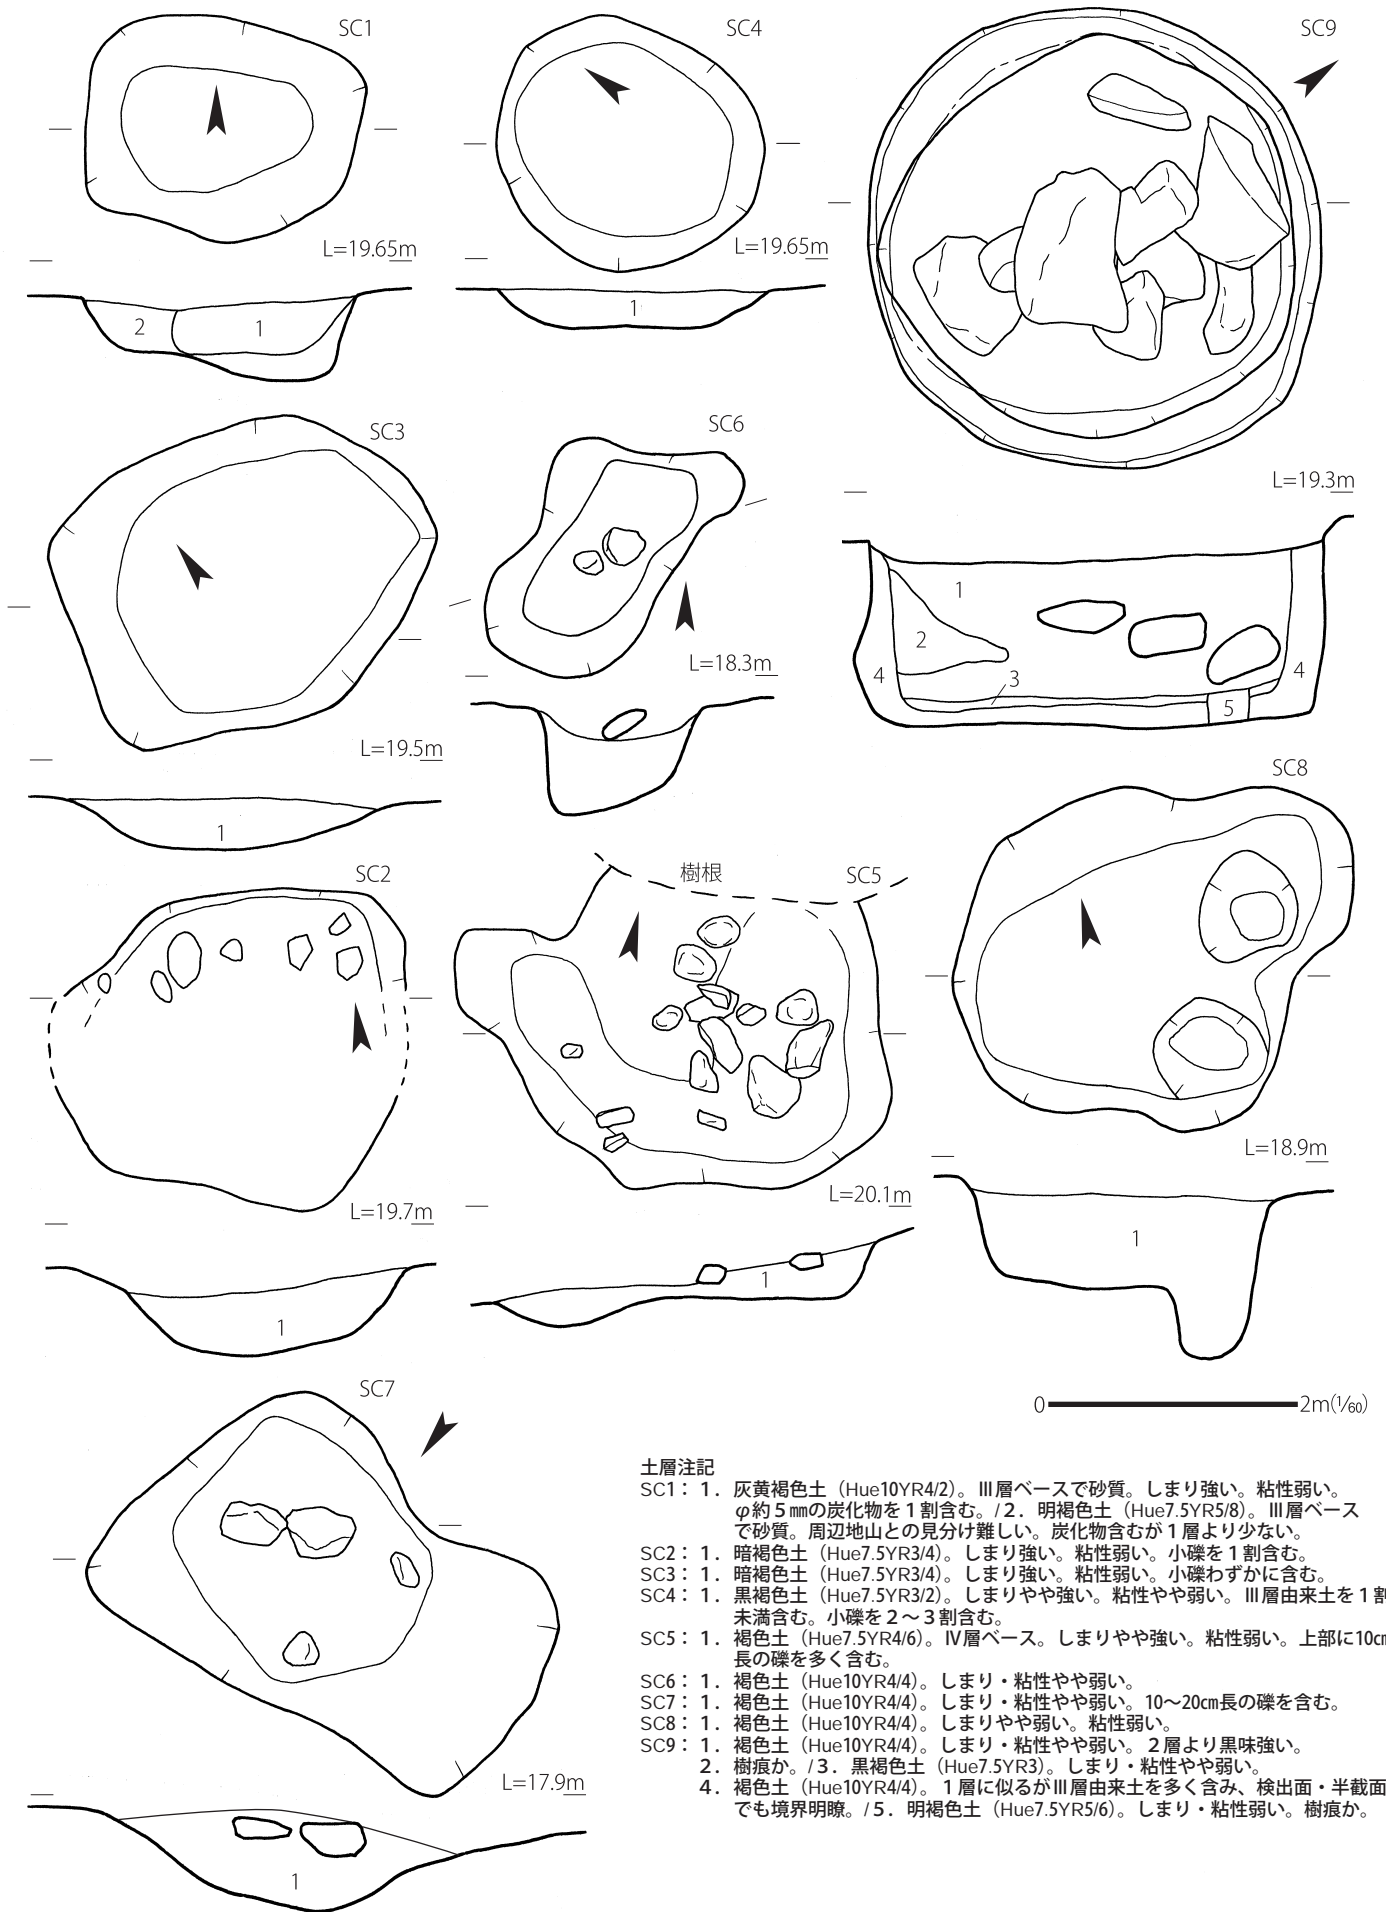 SC1
SC4
SC9
L=19.65m
L=19.65m
2
1
1
SC3
SC6
L=19.3m
1
2
4
3
4
5
L=18.3m
L=19.5m
1
SC8
SC2
樹根
SC5
L=18.9m
L=20.1m
L=19.7m
1
1
1
SC7
0
2m(1/60)
L=17.9m
1
土層注記
SC1：1．灰黄褐色土（Hue10YR4/2）。Ⅲ層ベースで砂質。しまり強い。粘性弱い。
φ約５㎜の炭化物を１割含む。/２．明褐色土（Hue7.5YR5/8）。Ⅲ層ベース
で砂質。周辺地山との見分け難しい。炭化物含むが１層より少ない。
SC2：1．暗褐色土（Hue7.5YR3/4）。しまり強い。粘性弱い。小礫を１割含む。
SC3：1．暗褐色土（Hue7.5YR3/4）。しまり強い。粘性弱い。小礫わずかに含む。
SC4：1．黒褐色土（Hue7.5YR3/2）。しまりやや強い。粘性やや弱い。Ⅲ層由来土を１割
未満含む。小礫を２～３割含む。
SC5：1．褐色土（Hue7.5YR4/6）。Ⅳ層ベース。しまりやや強い。粘性弱い。上部に10㎝
長の礫を多く含む。
SC6：1．褐色土（Hue10YR4/4）。しまり・粘性やや弱い。
SC7：1．褐色土（Hue10YR4/4）。しまり・粘性やや弱い。10～20㎝長の礫を含む。
SC8：1．褐色土（Hue10YR4/4）。しまりやや弱い。粘性弱い。
SC9：1．褐色土（Hue10YR4/4）。しまり・粘性やや弱い。２層より黒味強い。
２．樹痕か。/３．黒褐色土（Hue7.5YR3）。しまり・粘性やや弱い。
４．褐色土（Hue10YR4/4）。１層に似るがⅢ層由来土を多く含み、検出面・半截面
でも境界明瞭。/５．明褐色土（Hue7.5YR5/6）。しまり・粘性弱い。樹痕か。